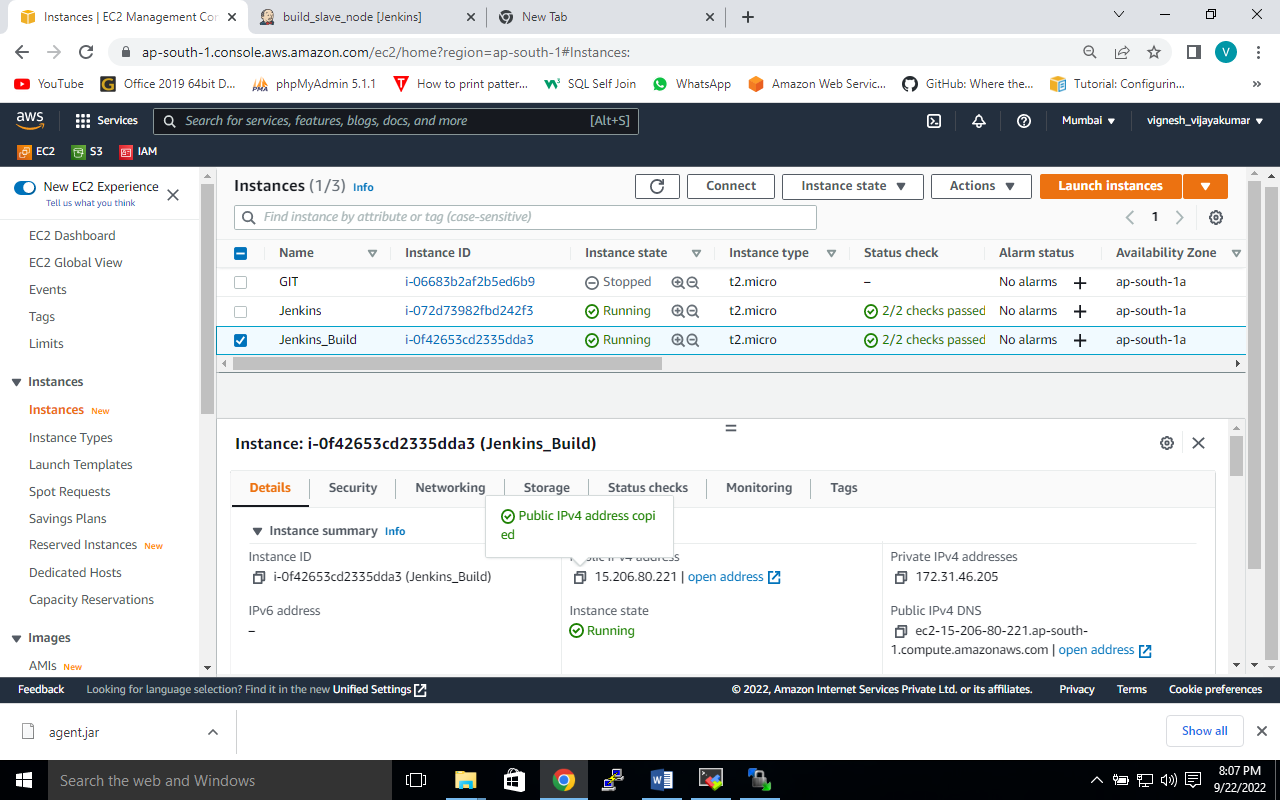 Instances | EC2 Management Con
build_slave_node [Jenkins]
New Tab
ap-south-1.console.aws.amazon.com/ec2/home?region=ap-south-1#Instances:
V
YouTube
Office 2019 64bit D...
phpMyAdmin 5.1.1
How to print patter...
SQL Self Join
WhatsApp
Amazon Web Servic...
GitHub: Where the...
Tutorial: Configurin...
»
aws
Services
Search for services, features, blogs, docs, and more
[Alt+S]
Mumbai
vignesh_vijayakumar
EC2
S3
IAM
New EC2 Experience
Tell us what you think
EC2 Dashboard
EC2 Global View
Events
Tags
Limits
Instances
Instances New
Instance Types
Launch Templates
Spot Requests
Savings Plans
Reserved Instances New
Dedicated Hosts
Capacity Reservations
Images
AMIs New
Instances (1/3) Info
Connect
Instance state
Actions
Launch instances
Find instance by attribute or tag (case-sensitive)
1
Name Instance ID Instance state Instance type Status check Alarm status Availability Zone
GIT i-06683b2af2b5ed6b9 Stopped t2.micro – No alarms + ap-south-1a
Jenkins i-072d73982fbd242f3 Running t2.micro 2/2 checks passed No alarms + ap-south-1a
Jenkins_Build i-0f42653cd2335dda3 Running t2.micro 2/2 checks passed No alarms + ap-south-1a
Instance: i-0f42653cd2335dda3 (Jenkins_Build)
Details
Security
Networking
Storage
Status checks
Monitoring
Tags
Public IPv4 address copi
ed
Instance summary Info
Instance ID
i-0f42653cd2335dda3 (Jenkins_Build)
IPv6 address
–
Public IPv4 address
15.206.80.221 | open address
Instance state
Running
Private IPv4 addresses
172.31.46.205
Public IPv4 DNS
ec2-15-206-80-221.ap-south-
1.compute.amazonaws.com | open address
Feedback
Looking for language selection? Find it in the new Unified Settings
© 2022, Amazon Internet Services Private Ltd. or its affiliates.
Privacy
Terms
Cookie preferences
agent.jar
Show all
Search the web and Windows
8:07 PM
9/22/2022